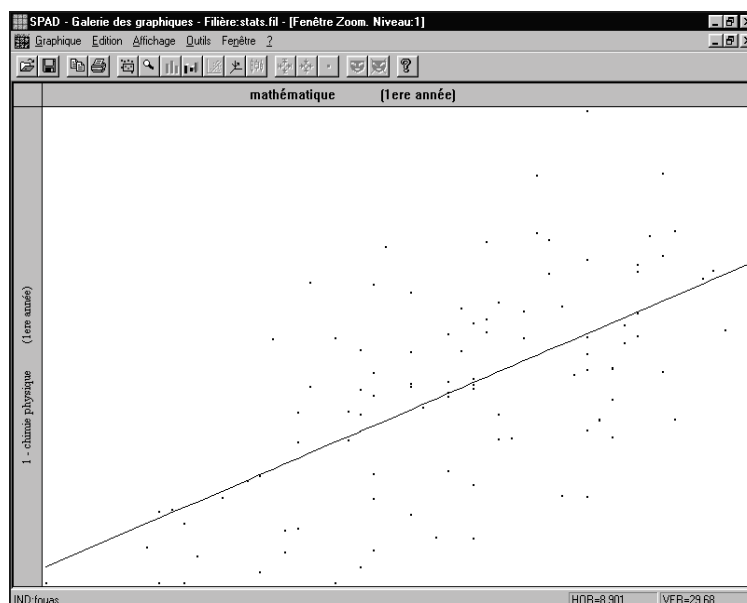 SPAD - Galerie des graphiques - Filière:stats.fil - [Fenêtre Zoom. Niveau:1]
Graphique Edition Affichage Outils Fenêtre ?
mathématique (1ere année)
1 - chimie physique (1ere année)
IND:fouas HOR=8.901 VER=29.68